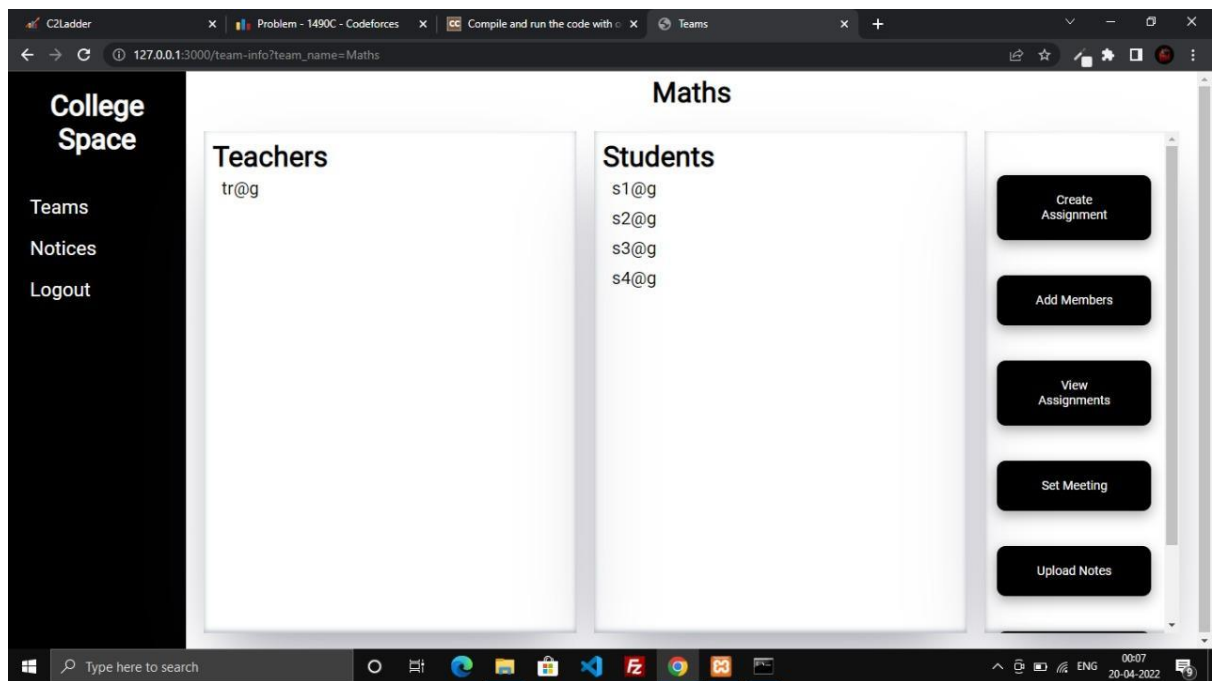 C2Ladder
Problem - 1490C - Codeforces
CC
Compile and run the code with
Teams
127.0.0.1:3000/team-info?team_name=Maths
College
Space
Teams
Notices
Logout
Maths
Teachers
tr@g
Students
s1@g
s2@g
s3@g
s4@g
Create
Assignment
Add Members
View
Assignments
Set Meeting
Upload Notes
Type here to search
ENG
00:07
20-04-2022
9